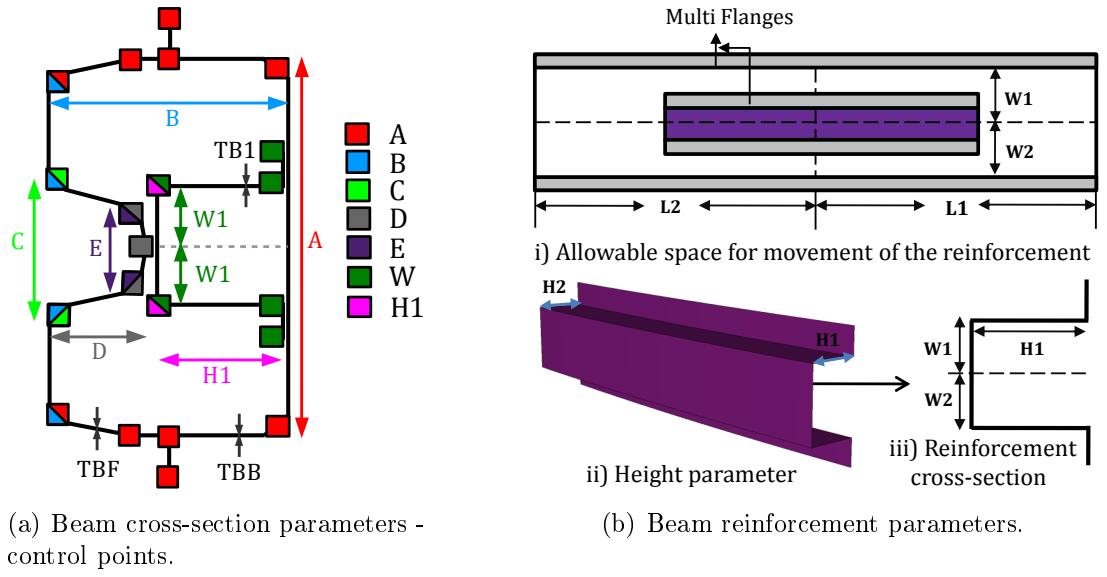 B
TB1
W1
W1
C
E
A
D
H1
TBF
TBB
A
B
C
D
E
W
H1
(a) Beam cross-section parameters -
control points.
Multi Flanges
W1
W2
L2
L1
i) Allowable space for movement of the reinforcement
H2
H1
ii) Height parameter
W1
H1
W2
iii) Reinforcement
cross-section
(b) Beam reinforcement parameters.